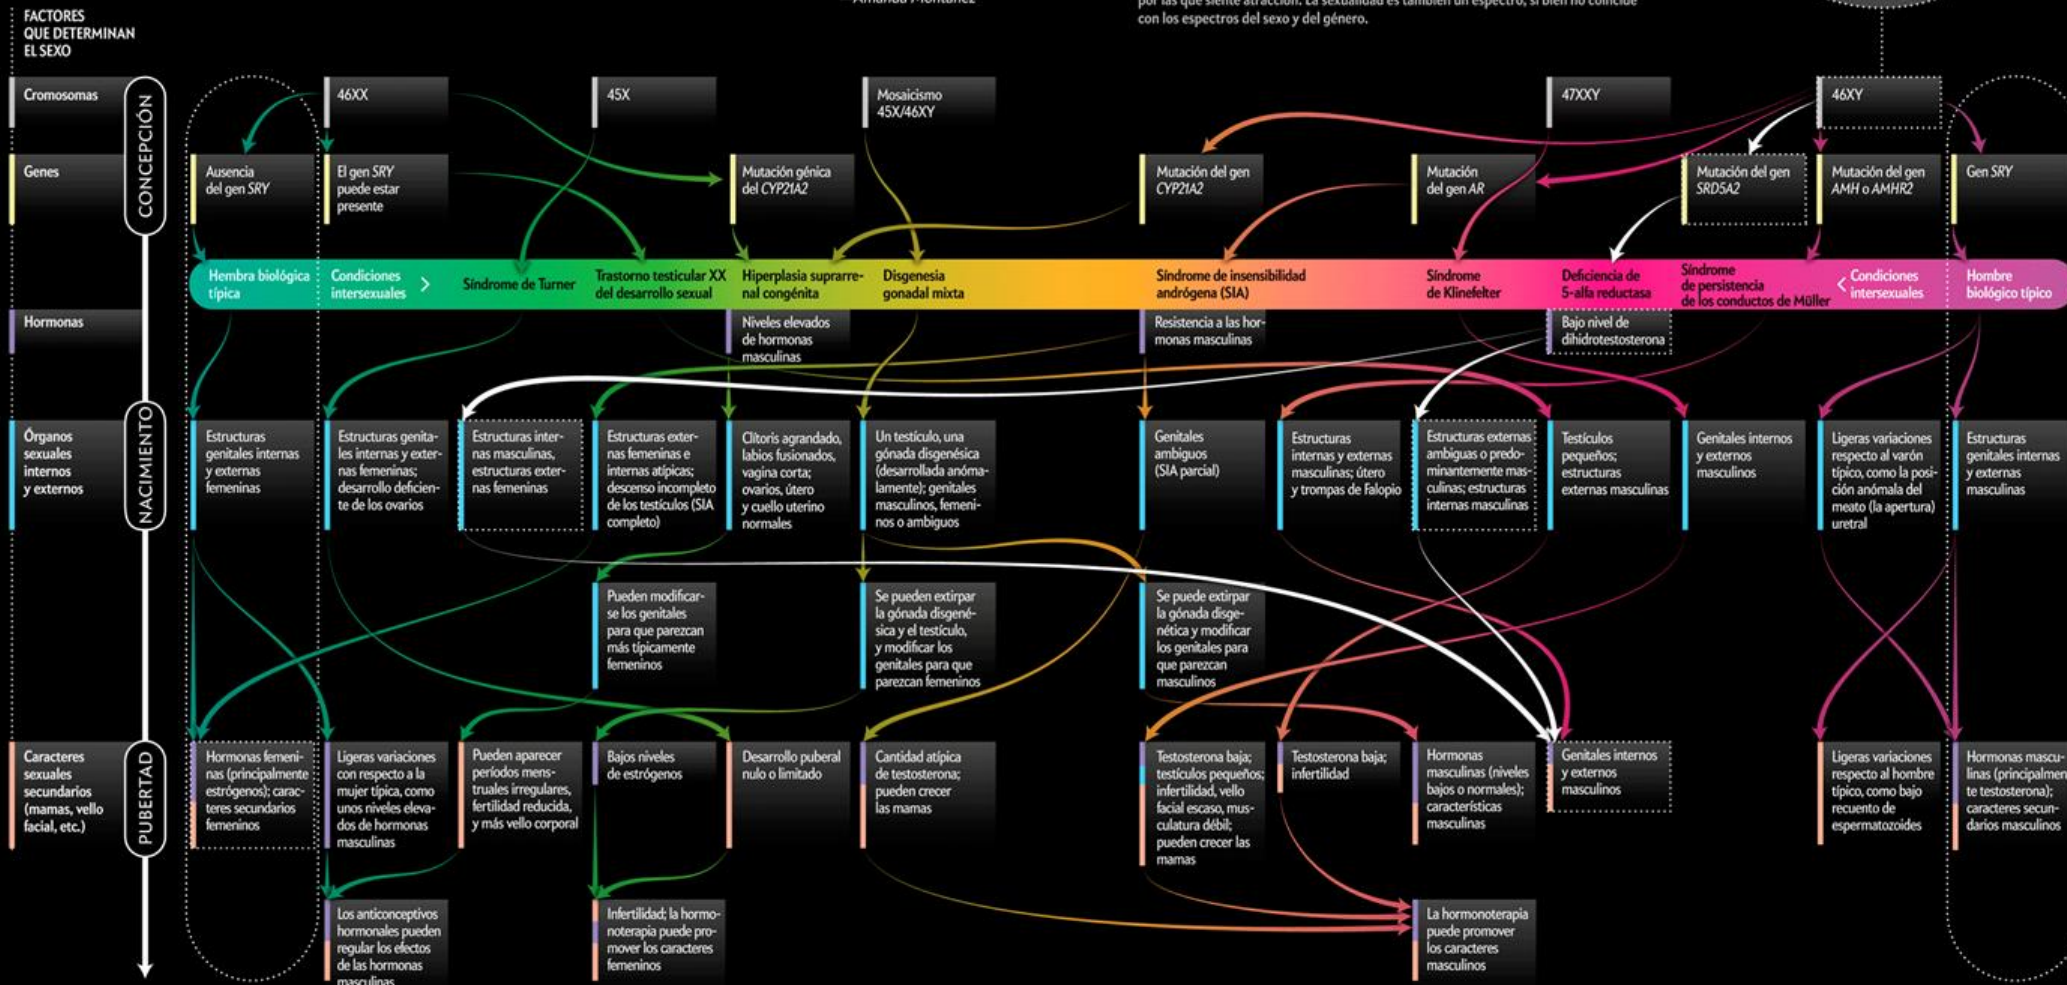 Amanda Montañez
por las que siente atracción. La sexualidad es también un espectro, si bien no coincide
con los espectros del sexo y del género.
FACTORES
QUE DETERMINAN
EL SEXO
CONCEPCIÓN
NACIMIENTO
PUBERTAD
Cromosomas
46XX
45X
Mosaicismo
45X/46XY
47XXY
46XY
Genes
Ausencia
del gen SRY
El gen SRY
puede estar
presente
Mutación génica
del CYP21A2
Mutación del gen
CYP21A2
Mutación
del gen AR
Mutación del gen
SRD5A2
Mutación del gen
AMH o AMHR2
Gen SRY
Hembra biológica
típica
Condiciones
intersexuales >
Síndrome de Turner
Trastorno testicular XX
del desarrollo sexual
Hiperplasia suprarre-
nal congénita
Disgenesia
gonadal mixta
Síndrome de insensibilidad
andrógena (SIA)
Síndrome
de Klinefelter
Deficiencia de
5-alfa reductasa
Síndrome
de persistencia
de los conductos de Müller
< Condiciones
intersexuales
Hombre
biológico típico
Hormonas
Niveles elevados
de hormonas
masculinas
Resistencia a las hor-
monas masculinas
Bajo nivel de
dihidrotestosterona
Órganos
sexuales
internos
y externos
Estructuras
genitales internas
y externas
femeninas
Estructuras genita-
les internas y exter-
nas femeninas;
desarrollo deficien-
te de los ovarios
Estructuras inter-
nas masculinas,
estructuras exter-
nas femeninas
Estructuras exter-
nas femeninas e
internas atípicas;
descenso incompleto
de los testículos (SIA
completo)
Clítoris agrandado,
labios fusionados,
vagina corta;
ovarios, útero
y cuello uterino
normales
Un testículo, una
gónada disgenésica
(desarrollada anóma-
lamente); genitales
masculinos, femeni-
nos o ambiguos
Genitales
ambiguos
(SIA parcial)
Estructuras
internas y externas
masculinas; útero
y trompas de Falopio
Estructuras externas
ambiguas o predo-
minantemente mas-
culinas; estructuras
internas masculinas
Testículos
pequeños;
estructuras
externas masculinas
Genitales internos
y externos
masculinos
Ligeras variaciones
respecto al varón
típico, como la posi-
ción anómala del
meato (la apertura)
uretral
Estructuras
genitales internas
y externas
masculinas
Pueden modificar-
se los genitales
para que parezcan
más típicamente
femeninos
Se pueden extirpar
la gónada disgené-
sica y el testículo,
y modificar los
genitales para que
parezcan femeninos
Se puede extirpar
la gónada disge-
nética y modificar
los genitales para
que parezcan
masculinos
Caracteres
sexuales
secundarios
(mamas, vello
facial, etc.)
Hormonas femeni-
nas (principalmente
estrógenos); carac-
teres secundarios
femeninos
Ligeras variaciones
con respecto a la
mujer típica, como
unos niveles eleva-
dos de hormonas
masculinas
Pueden aparecer
períodos mens-
truales irregulares,
fertilidad reducida,
y más vello corporal
Bajos niveles
de estrógenos
Desarrollo puberal
nulo o limitado
Cantidad atípica
de testosterona;
pueden crecer
las mamas
Testosterona baja;
testículos pequeños;
infertilidad, vello
facial escaso, mus-
culatura débil;
pueden crecer las
mamas
Testosterona baja;
infertilidad
Hormonas
masculinas (niveles
bajos o normales);
características
masculinas
Genitales internos
y externos
masculinos
Ligeras variaciones
respecto al hombre
típico, como bajo
recuento de
espermatozoides
Hormonas mascu-
linas (principalmen
te testosterona);
caracteres secun-
darios masculinos
Los anticonceptivos
hormonales pueden
regular los efectos
de las hormonas
masculinas
Infertilidad; la hormo-
noterapia puede pro-
mover los caracteres
femeninos
La hormonoterapia
puede promover
los caracteres
masculinos